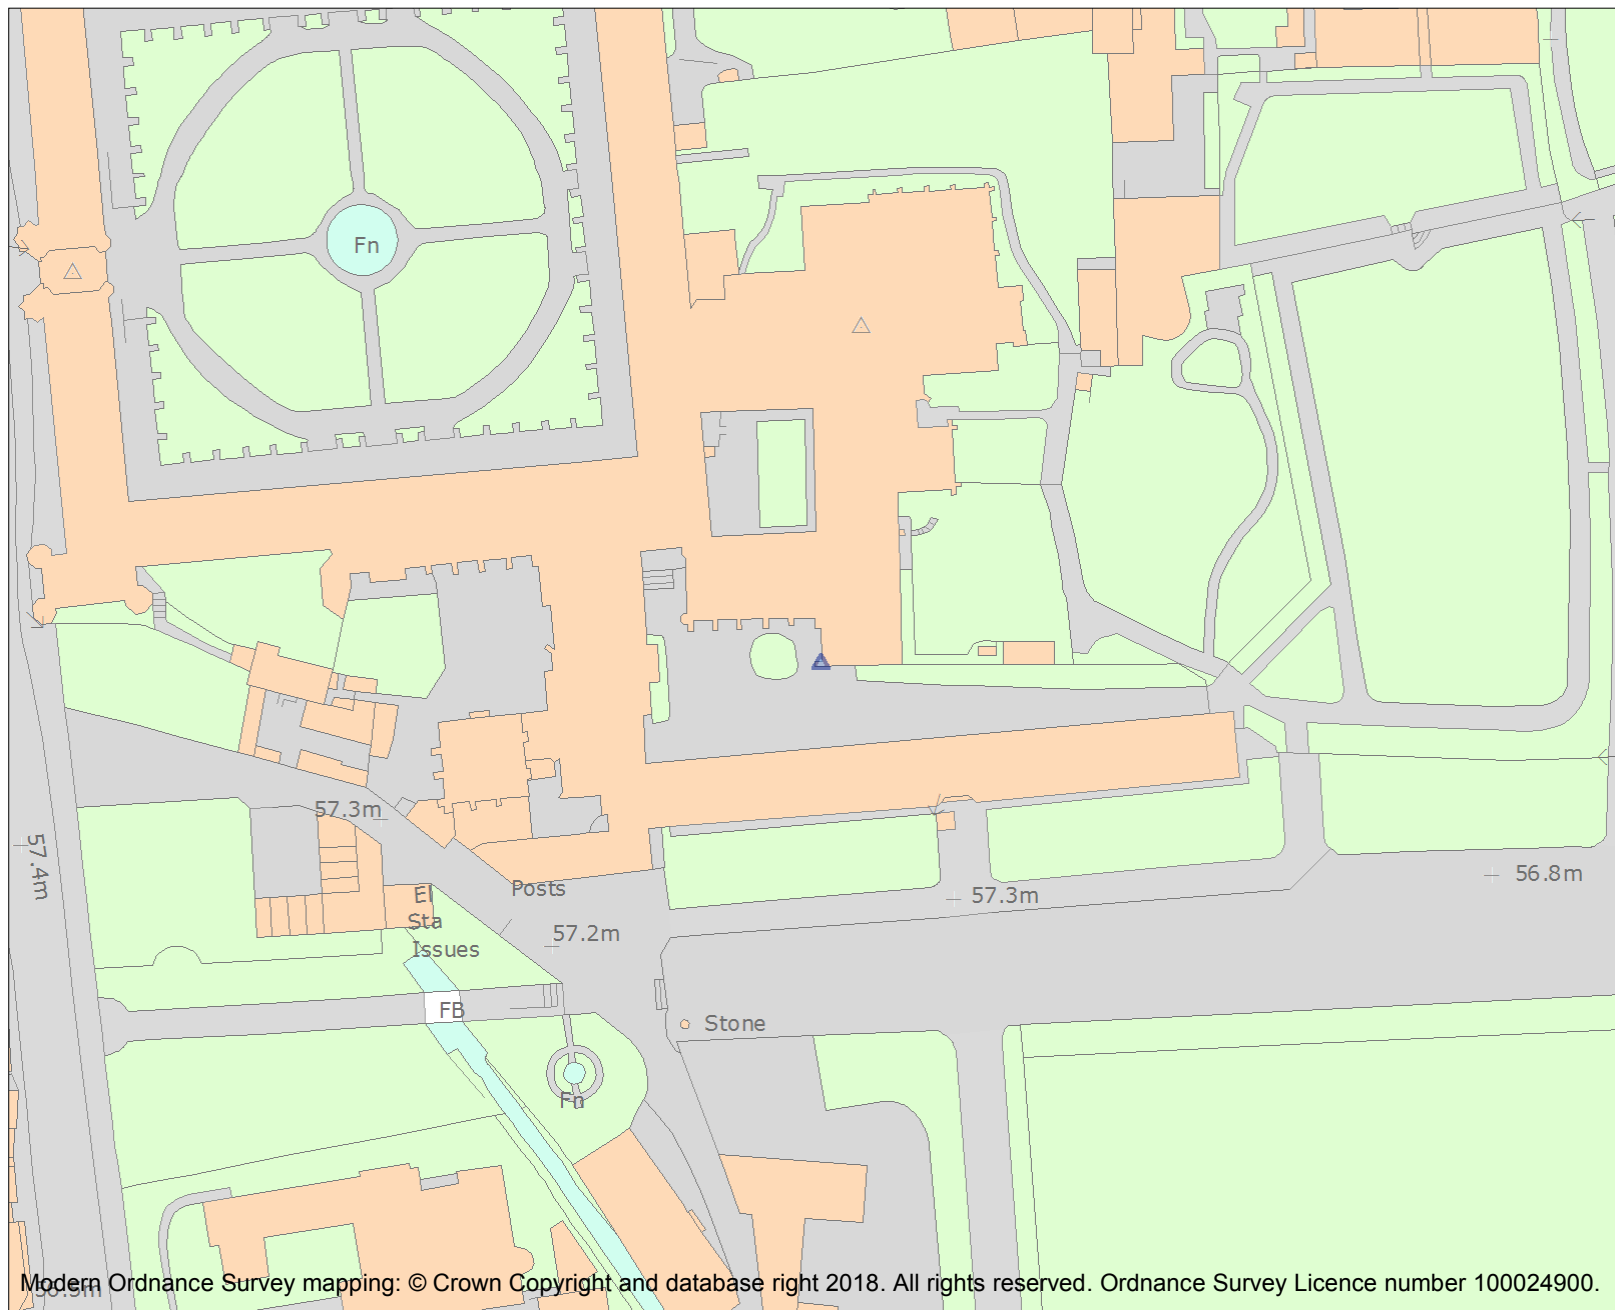 Fn
57.3m
57.4m
El
Sta
Posts
57.3m
56.8m
57.2m
Issues
FB
Stone
Fn
Modern Ordnance Survey mapping: © Crown Copyright and database right 2018. All rights reserved. Ordnance Survey Licence number 100024900.